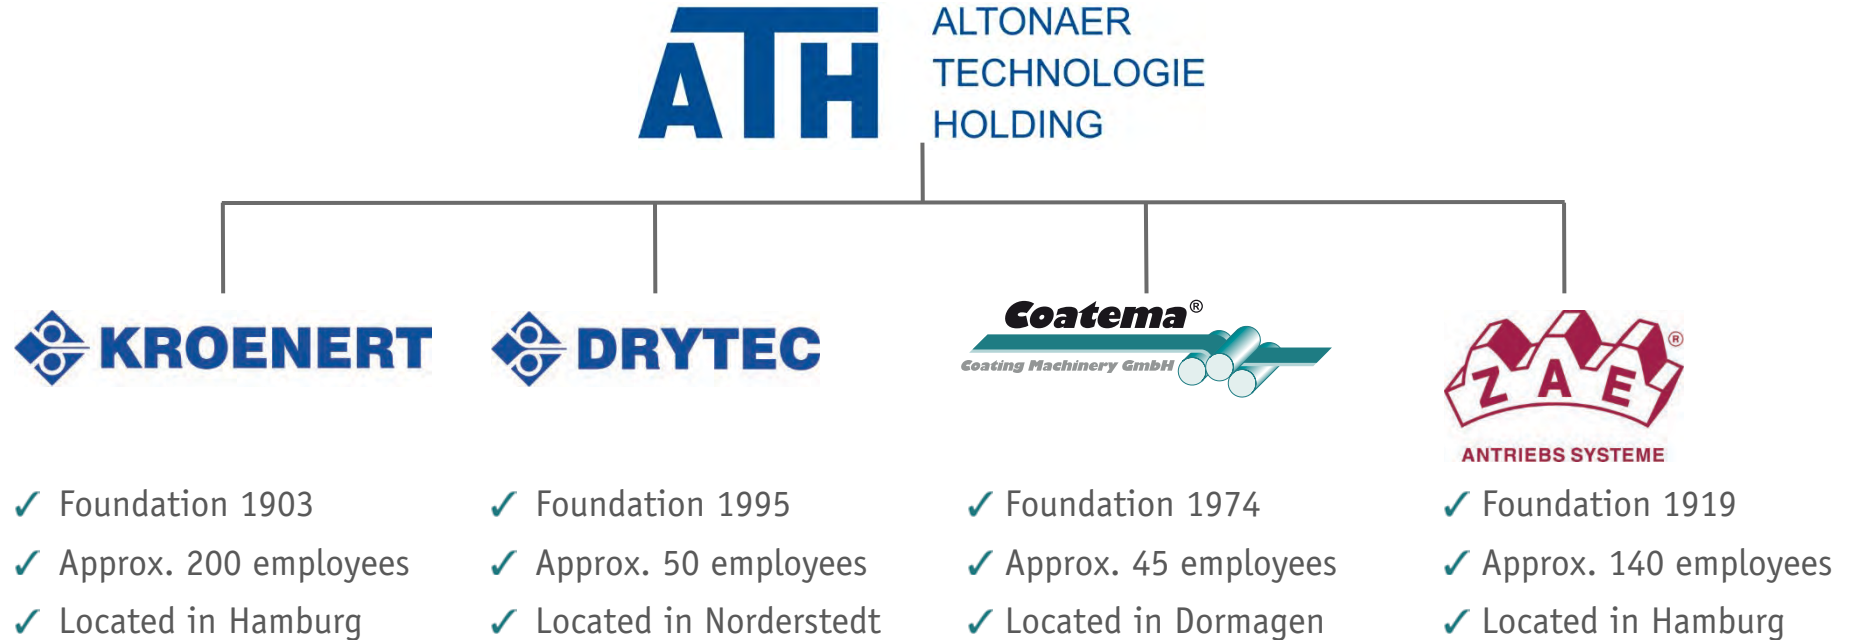 ATH
ALTONAER
TECHNOLOGIE
HOLDING
KROENERT
DRYTEC
Coatema®
Coating Machinery GmbH
ZAE®
ANTRIEBS SYSTEME
✓ Foundation 1903
✓ Approx. 200 employees
✓ Located in Hamburg
✓ Foundation 1995
✓ Approx. 50 employees
✓ Located in Norderstedt
✓ Foundation 1974
✓ Approx. 45 employees
✓ Located in Dormagen
✓ Foundation 1919
✓ Approx. 140 employees
✓ Located in Hamburg